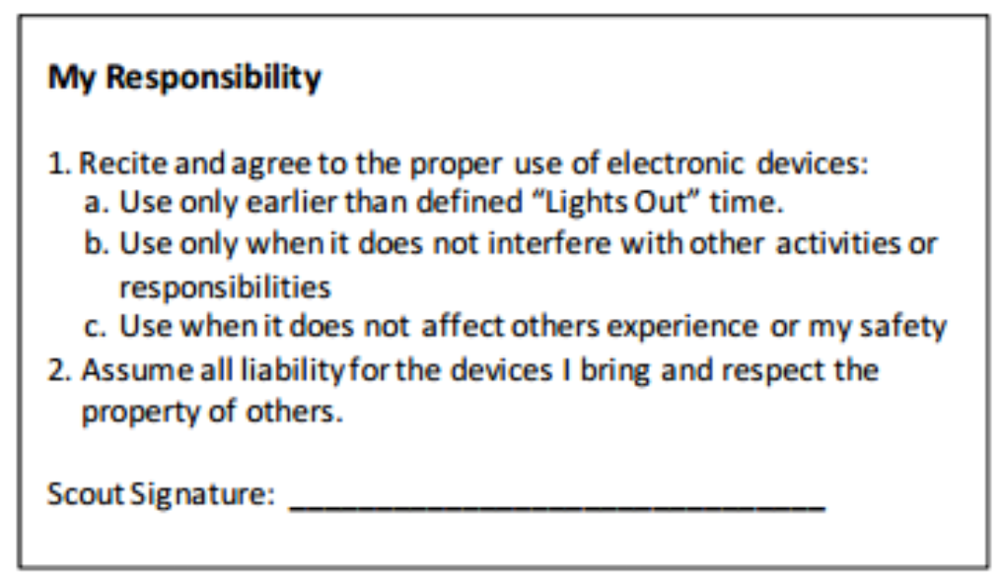 My Responsibility
1. Recite and agree to the proper use of electronic devices:
a. Use only earlier than defined “Lights Out” time.
b. Use only when it does not interfere with other activities or
responsibilities
c. Use when it does not affect others experience or my safety
2. Assume all liability for the devices I bring and respect the
property of others.
Scout Signature: _______________________________